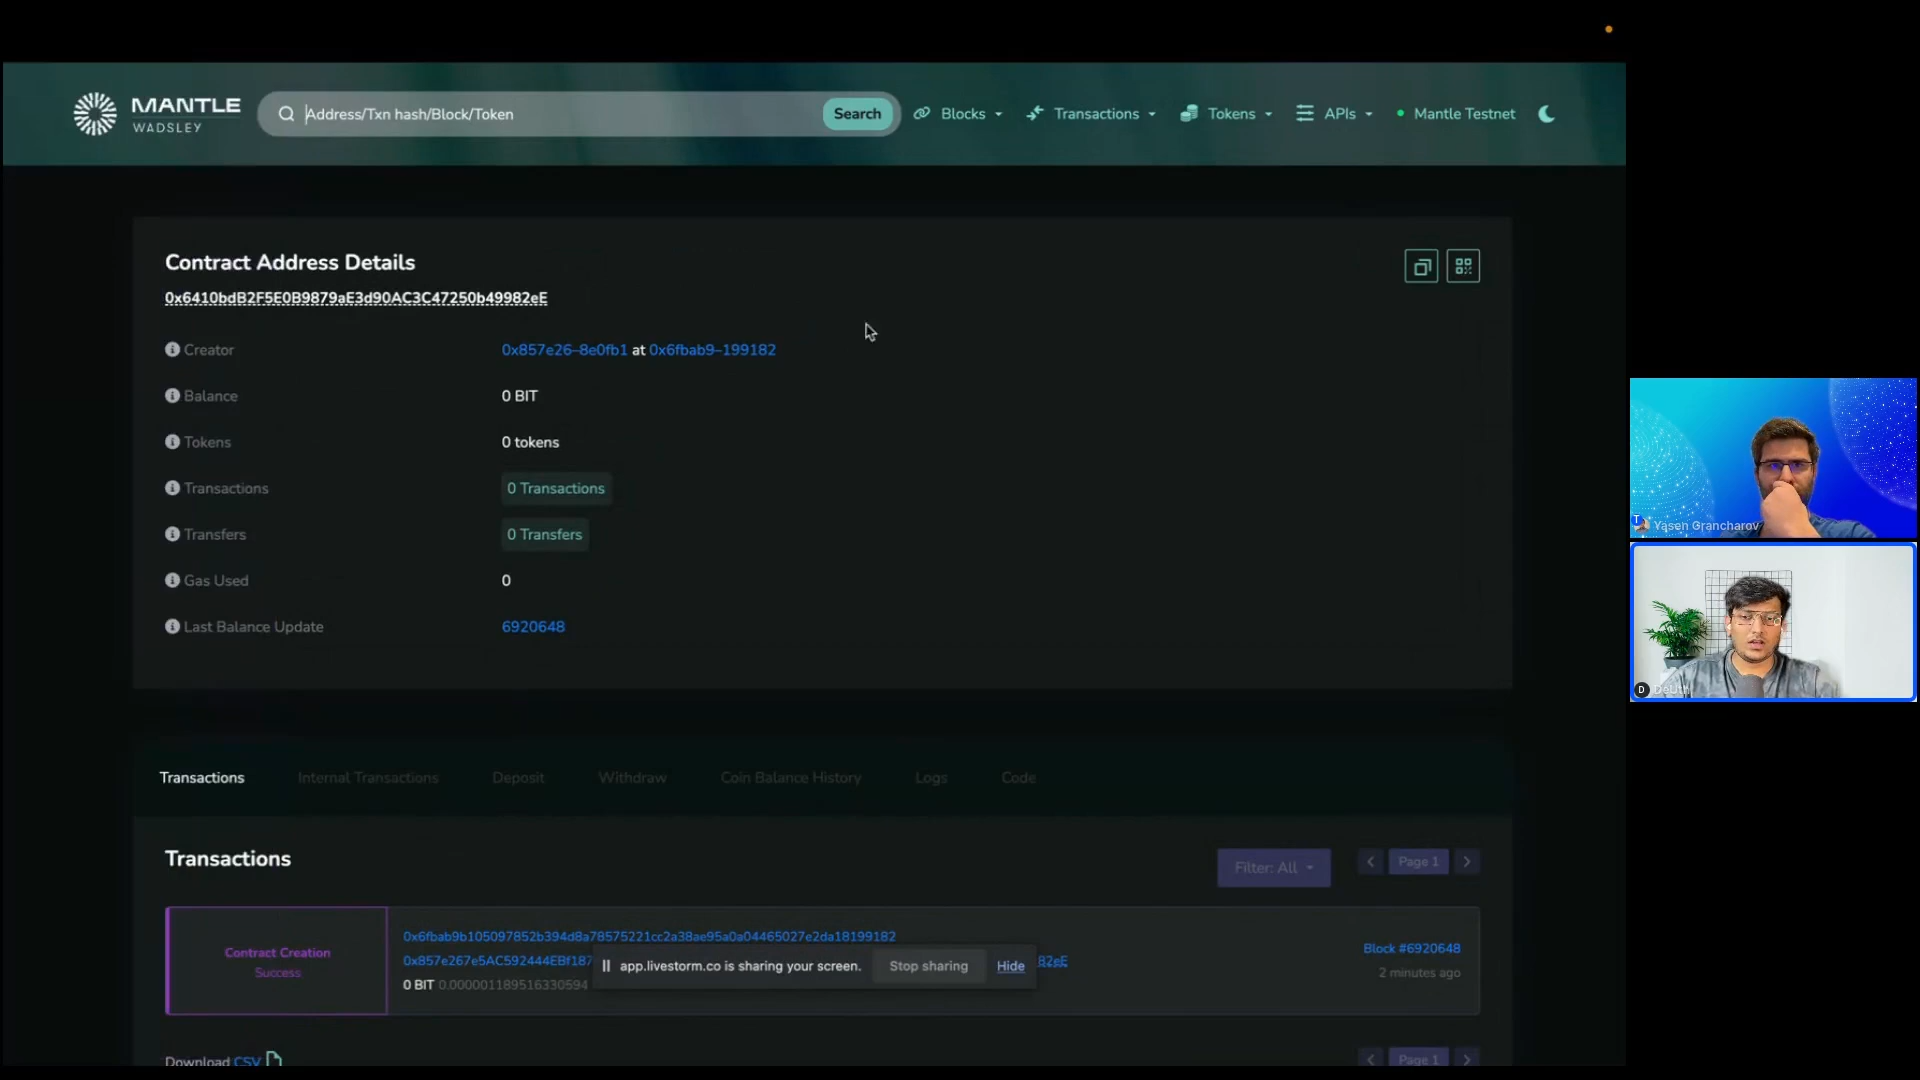 MANTLE
WADSLEY
Address/Txn hash/Block/Token
Search
Blocks
Transactions
Tokens
APIs
Mantle Testnet
Contract Address Details
0x6410bdB2F5E0B9879aE3d90AC3C47250b49982eE
Creator
0x857e26–8e0fb1 at 0x6fbab9–199182
Balance
0 BIT
Tokens
0 tokens
Transactions
0 Transactions
Transfers
0 Transfers
Gas Used
0
Last Balance Update
6920648
Transactions
Internal Transactions
Deposit
Withdraw
Coin Balance History
Logs
Code
Transactions
Filter: All
Page 1
Contract Creation
Success
0x6fbab9b105097852b394d8a78575221cc2a38ae95a0a04465027e2da18199182
0x857e267e5AC592444EBf187
82eE
0 BIT 0.000001189516330594
Block #6920648
2 minutes ago
app.livestorm.co is sharing your screen.
Stop sharing
Hide
Download CSV
Page 1
T
Yasen Grancharov
D